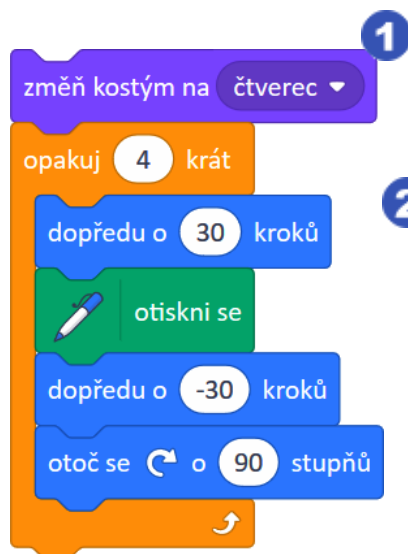 1
změň kostým na čtverec
opakuj 4 krát
2
dopředu o 30 kroků
otiskni se
dopředu o -30 kroků
otoč se o 90 stupňů